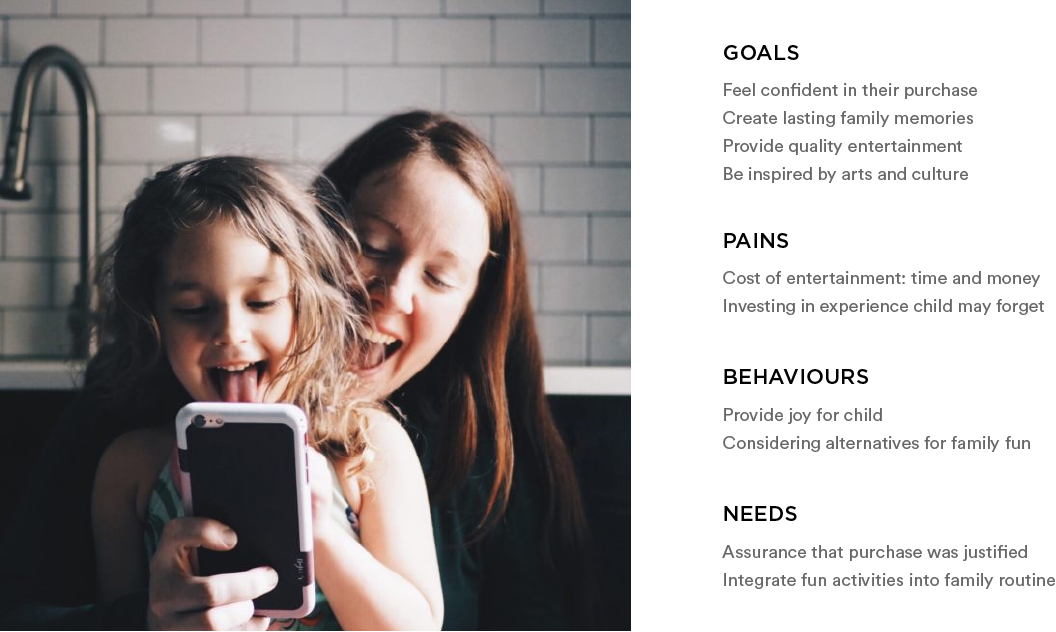 GOALS
Feel confident in their purchase
Create lasting family memories
Provide quality entertainment
Be inspired by arts and culture
PAINS
Cost of entertainment: time and money
Investing in experience child may forget
BEHAVIOURS
Provide joy for child
Considering alternatives for family fun
NEEDS
Assurance that purchase was justified
Integrate fun activities into family routine